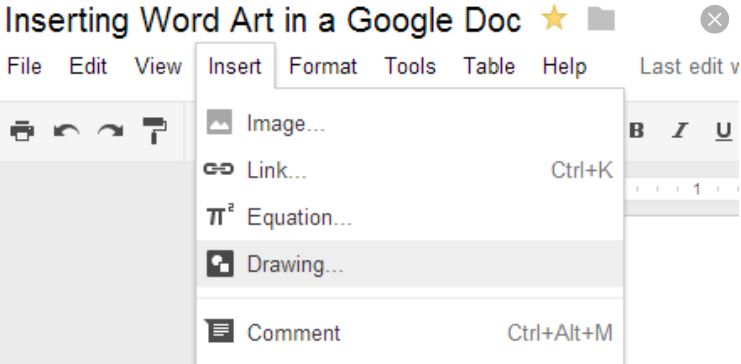 Inserting Word Art in a Google Doc
File Edit View Insert Format Tools Table Help Last edit
Image...
B I U
Link... Ctrl+K
1
π² Equation...
Drawing...
Comment Ctrl+Alt+M